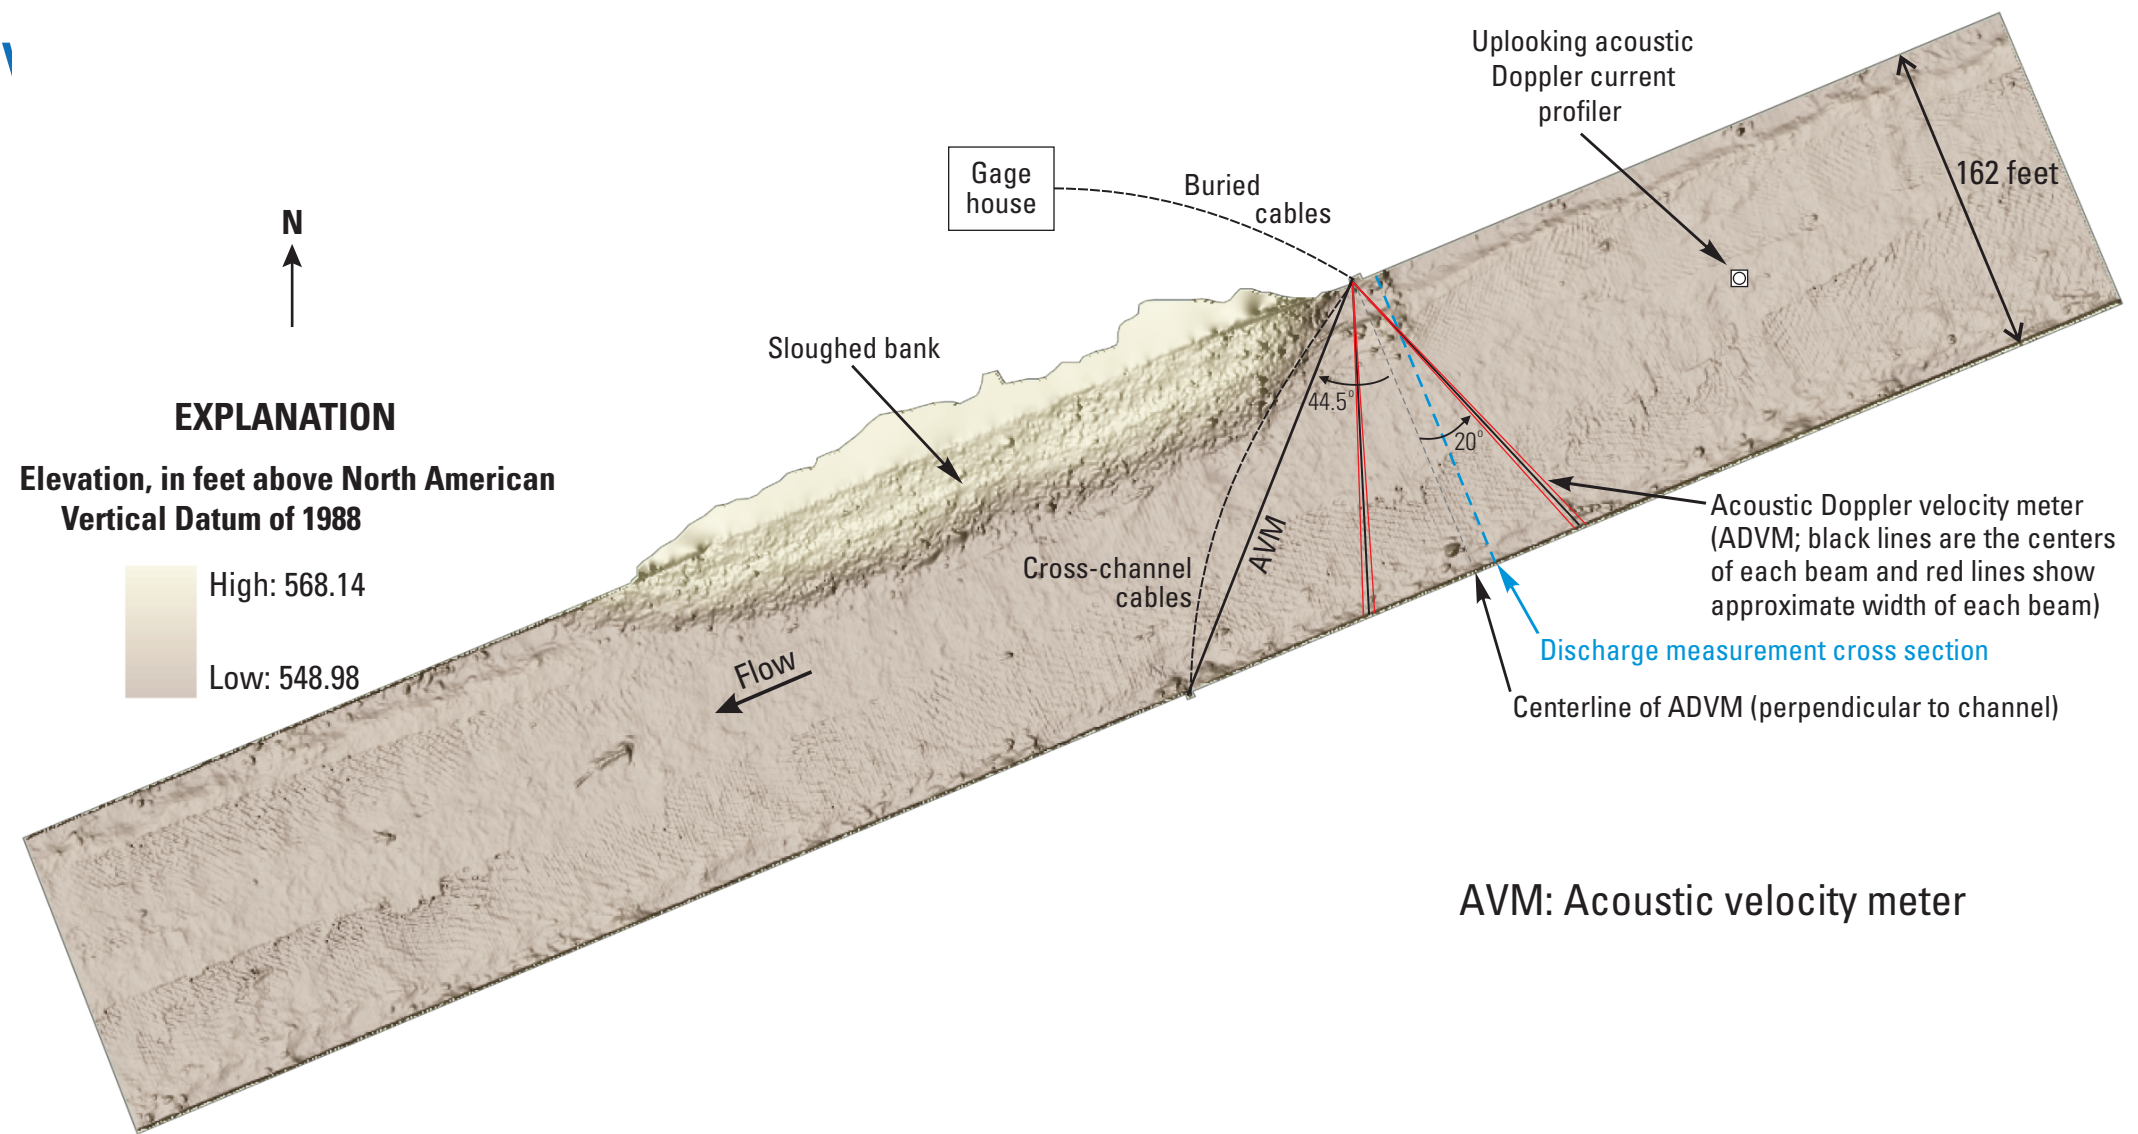 Uplooking acoustic
Doppler current
profiler
162 feet
Gage
house
Buried
cables
N
Sloughed bank
44.5°
20°
EXPLANATION
Elevation, in feet above North American
Vertical Datum of 1988
High: 568.14
Low: 548.98
AVM
Cross-channel
cables
Flow
Acoustic Doppler velocity meter
(ADVM; black lines are the centers
of each beam and red lines show
approximate width of each beam)
Discharge measurement cross section
Centerline of ADVM (perpendicular to channel)
AVM: Acoustic velocity meter